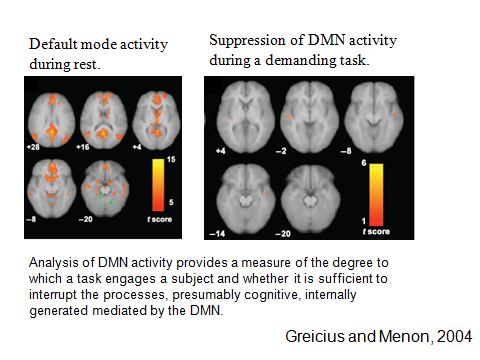 Default mode activity
during rest.
Suppression of DMN activity
during a demanding task.
+28
+16
+4
15
5
t score
–8
–20
+4
–2
–8
6
1
t score
–14
–20
Analysis of DMN activity provides a measure of the degree to
which a task engages a subject and whether it is sufficient to
interrupt the processes, presumably cognitive, internally
generated mediated by the DMN.
Greicius and Menon, 2004